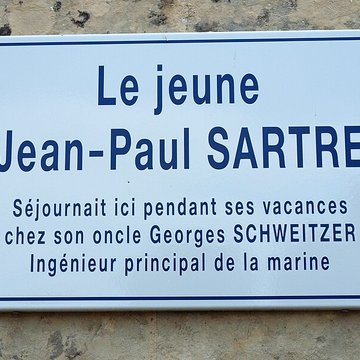 Le jeune
Jean-Paul SARTRE
Séjournait ici pendant ses vacances
chez son oncle Georges SCHWEITZER
Ingénieur principal de la marine